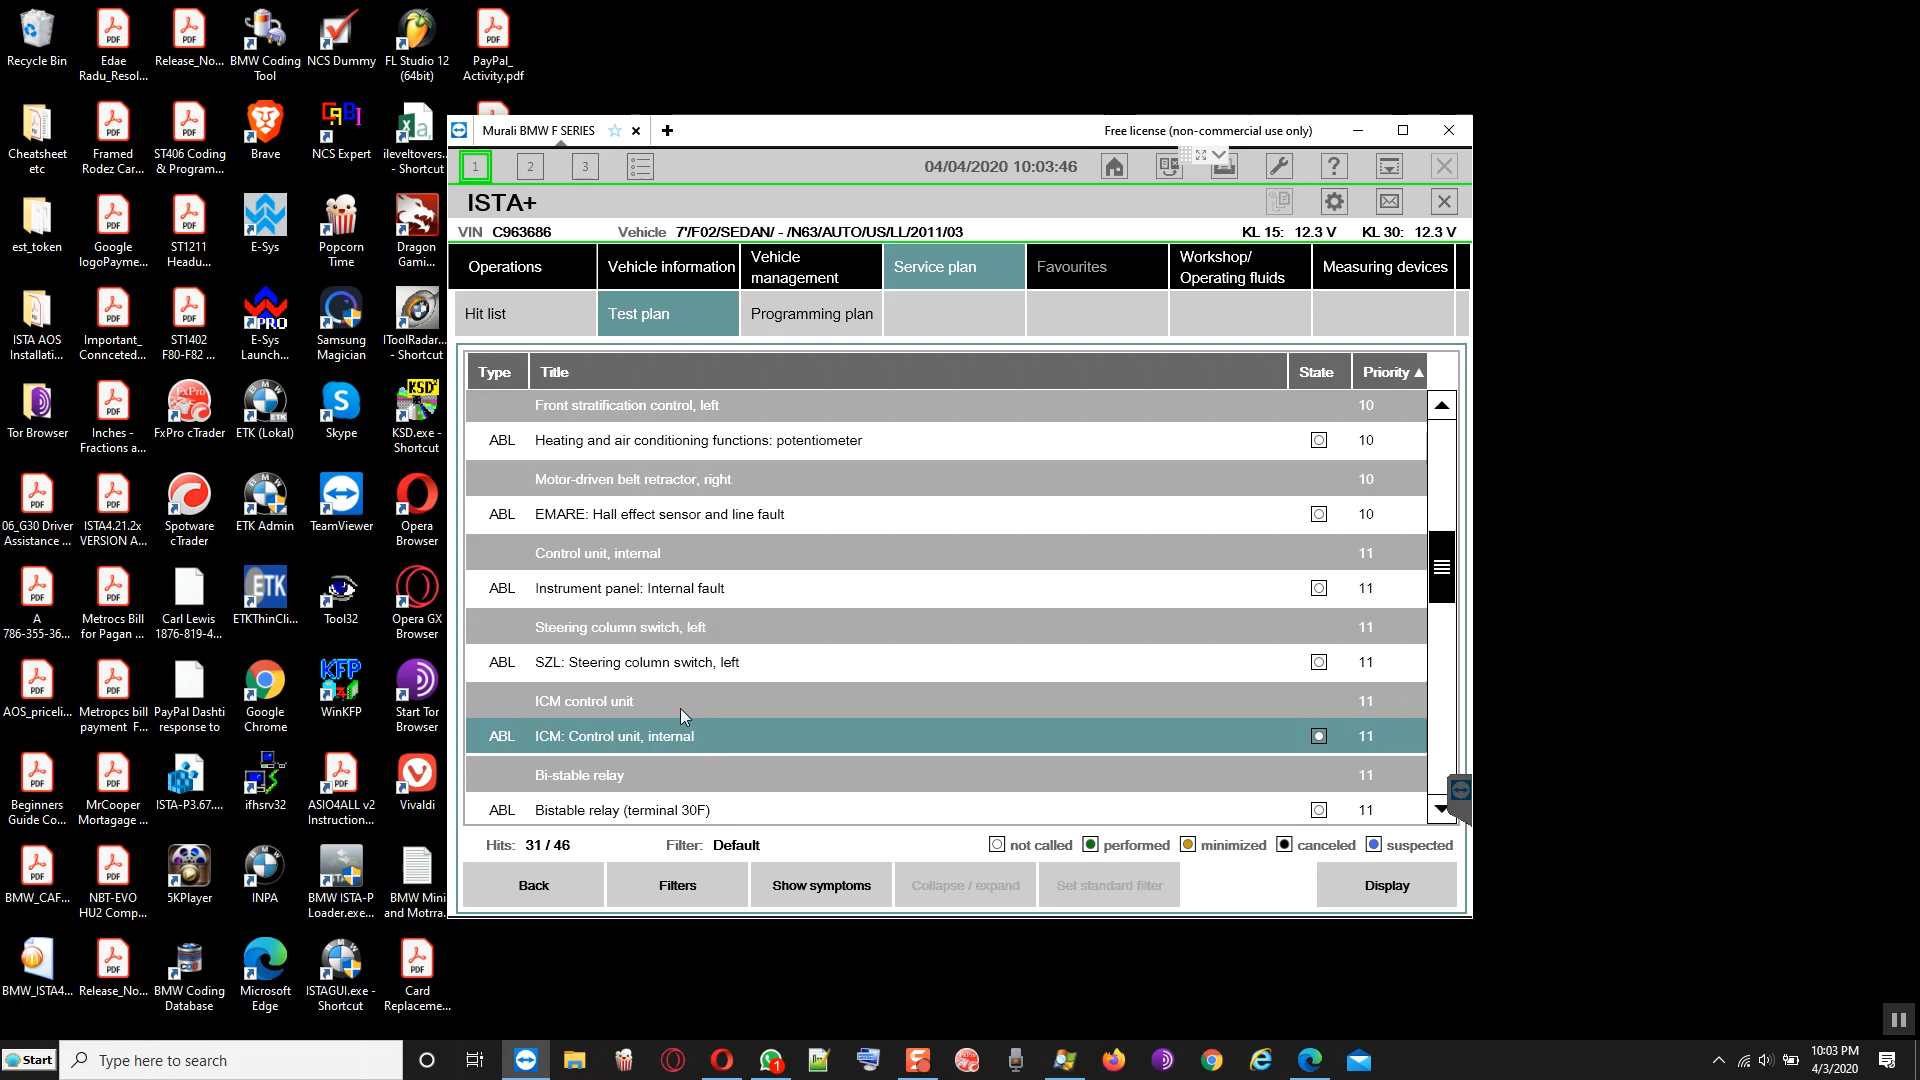 Recycle Bin
Edae
Radu_Resol...
Release_No...
BMW Coding
Tool
NCS Dummy
FL Studio 12
(64bit)
PayPal_
Activity.pdf
Cheatsheet
etc
Framed
Rodez Car...
ST406 Coding
& Program...
Brave
NCS Expert
ileveltovers...
- Shortcut
est_token
Google
logoPayme...
ST1211
Headu...
E-Sys
Popcorn
Time
Dragon
Gami...
ISTA AOS
Installati...
Important_
Connceted...
ST1402
F80-F82 ...
E-Sys
Launch...
Samsung
Magician
IToolRadar...
- Shortcut
Tor Browser
Inches -
Fractions a...
FxPro cTrader
ETK (Lokal)
Skype
KSD.exe -
Shortcut
06_G30 Driver
Assistance ...
ISTA4.21.2x
VERSION A...
Spotware
cTrader
ETK Admin
TeamViewer
Opera
Browser
A
786-355-36...
Metrocs Bill
for Pagan ...
Carl Lewis
1876-819-4...
ETKThinCli...
Tool32
Opera GX
Browser
AOS_priceli...
Metropcs bill
payment F...
PayPal Dashti
response to
Google
Chrome
WinKFP
Start Tor
Browser
Beginners
Guide Co...
MrCooper
Mortagage ...
ISTA-P3.67....
ifhsrv32
ASIO4ALL v2
Instruction...
Vivaldi
BMW_CAF...
NBT-EVO
HU2 Comp...
5KPlayer
INPA
BMW ISTA-P
Loader.exe...
BMW Mini
and Motrra...
BMW_ISTA4...
Release_No...
BMW Coding
Database
Microsoft
Edge
ISTAGUI.exe -
Shortcut
Card
Replaceme...
Murali BMW F SERIES
Free license (non-commercial use only)
1 2 3
04/04/2020 10:03:46
ISTA+
VIN C963686 Vehicle 7'/F02/SEDAN/ - /N63/AUTO/US/LL/2011/03 KL 15: 12.3 V KL 30: 12.3 V
Operations
Vehicle information
Vehicle
management
Service plan
Favourites
Workshop/
Operating fluids
Measuring devices
Hit list
Test plan
Programming plan
Type Title State Priority ▲
Front stratification control, left 10
ABL Heating and air conditioning functions: potentiometer 10
Motor-driven belt retractor, right 10
ABL EMARE: Hall effect sensor and line fault 10
Control unit, internal 11
ABL Instrument panel: Internal fault 11
Steering column switch, left 11
ABL SZL: Steering column switch, left 11
ICM control unit 11
ABL ICM: Control unit, internal 11
Bi-stable relay 11
ABL Bistable relay (terminal 30F) 11
Hits: 31 / 46 Filter: Default not called performed minimized canceled suspected
Back Filters Show symptoms Collapse / expand Set standard filter Display
Start
Type here to search
10:03 PM
4/3/2020